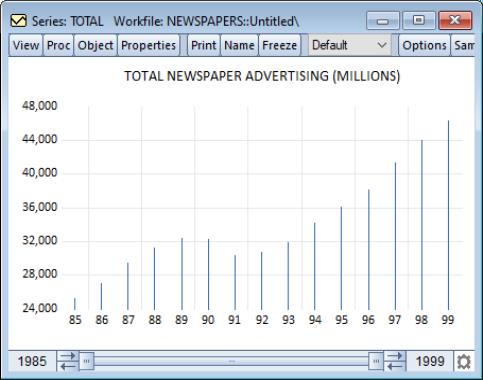 Series: TOTAL Workfile: NEWSPAPERS::Untitled\
View Proc Object Properties Print Name Freeze Default Options Sam
TOTAL NEWSPAPER ADVERTISING (MILLIONS)
48,000
44,000
40,000
36,000
32,000
28,000
24,000
85 86 87 88 89 90 91 92 93 94 95 96 97 98 99
1985 1999